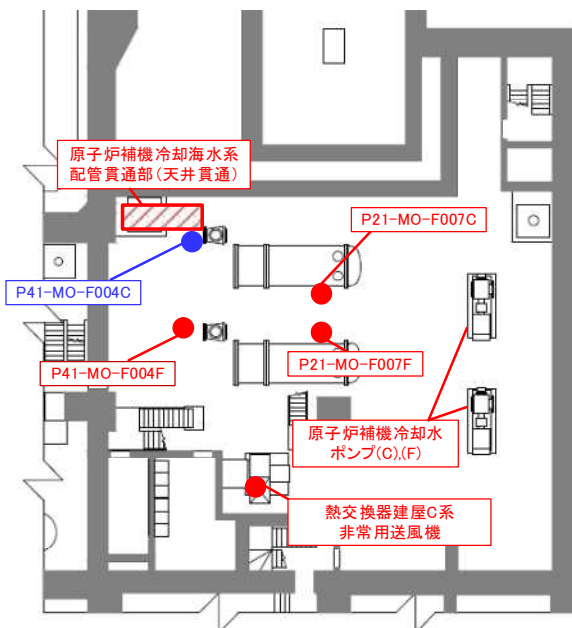 原子炉補機冷却海水系
配管貫通部(天井貫通)
P21-MO-F007C
P41-MO-F004C
P41-MO-F004F
P21-MO-F007F
原子炉補機冷却水
ポンプ(C),(F)
熱交換器建屋C系
非常用送風機